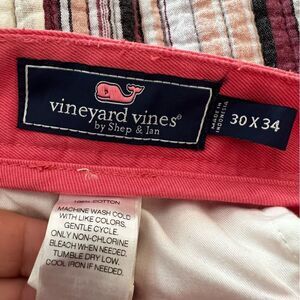 vineyard vines®
by Shep & Ian
MADE IN
INDONESIA
30 X 34
100% COTTON
MACHINE WASH COLD
WITH LIKE COLORS,
GENTLE CYCLE.
ONLY NON-CHLORINE
BLEACH WHEN NEEDED.
TUMBLE DRY LOW.
COOL IRON IF NEEDED.